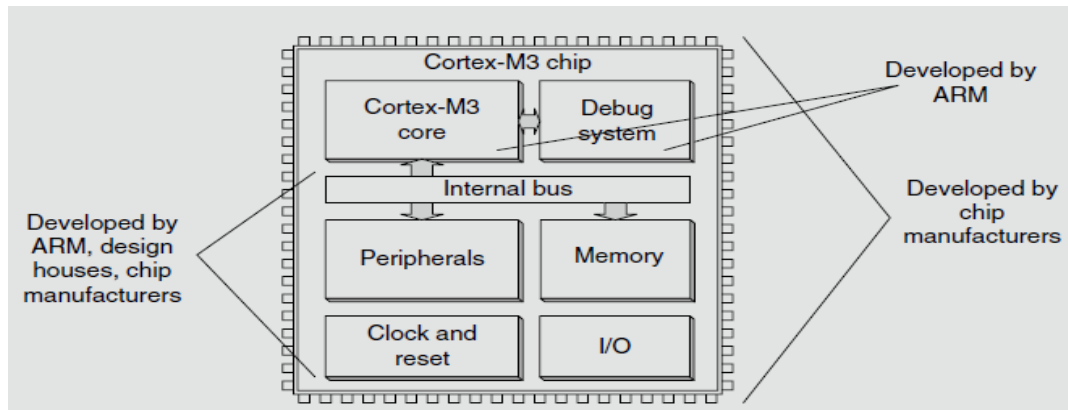 Cortex-M3 chip
Cortex-M3
core
Debug
system
Developed by
ARM
Internal bus
Developed by
ARM, design
houses, chip
manufacturers
Peripherals
Memory
Developed by
chip
manufacturers
Clock and
reset
I/O